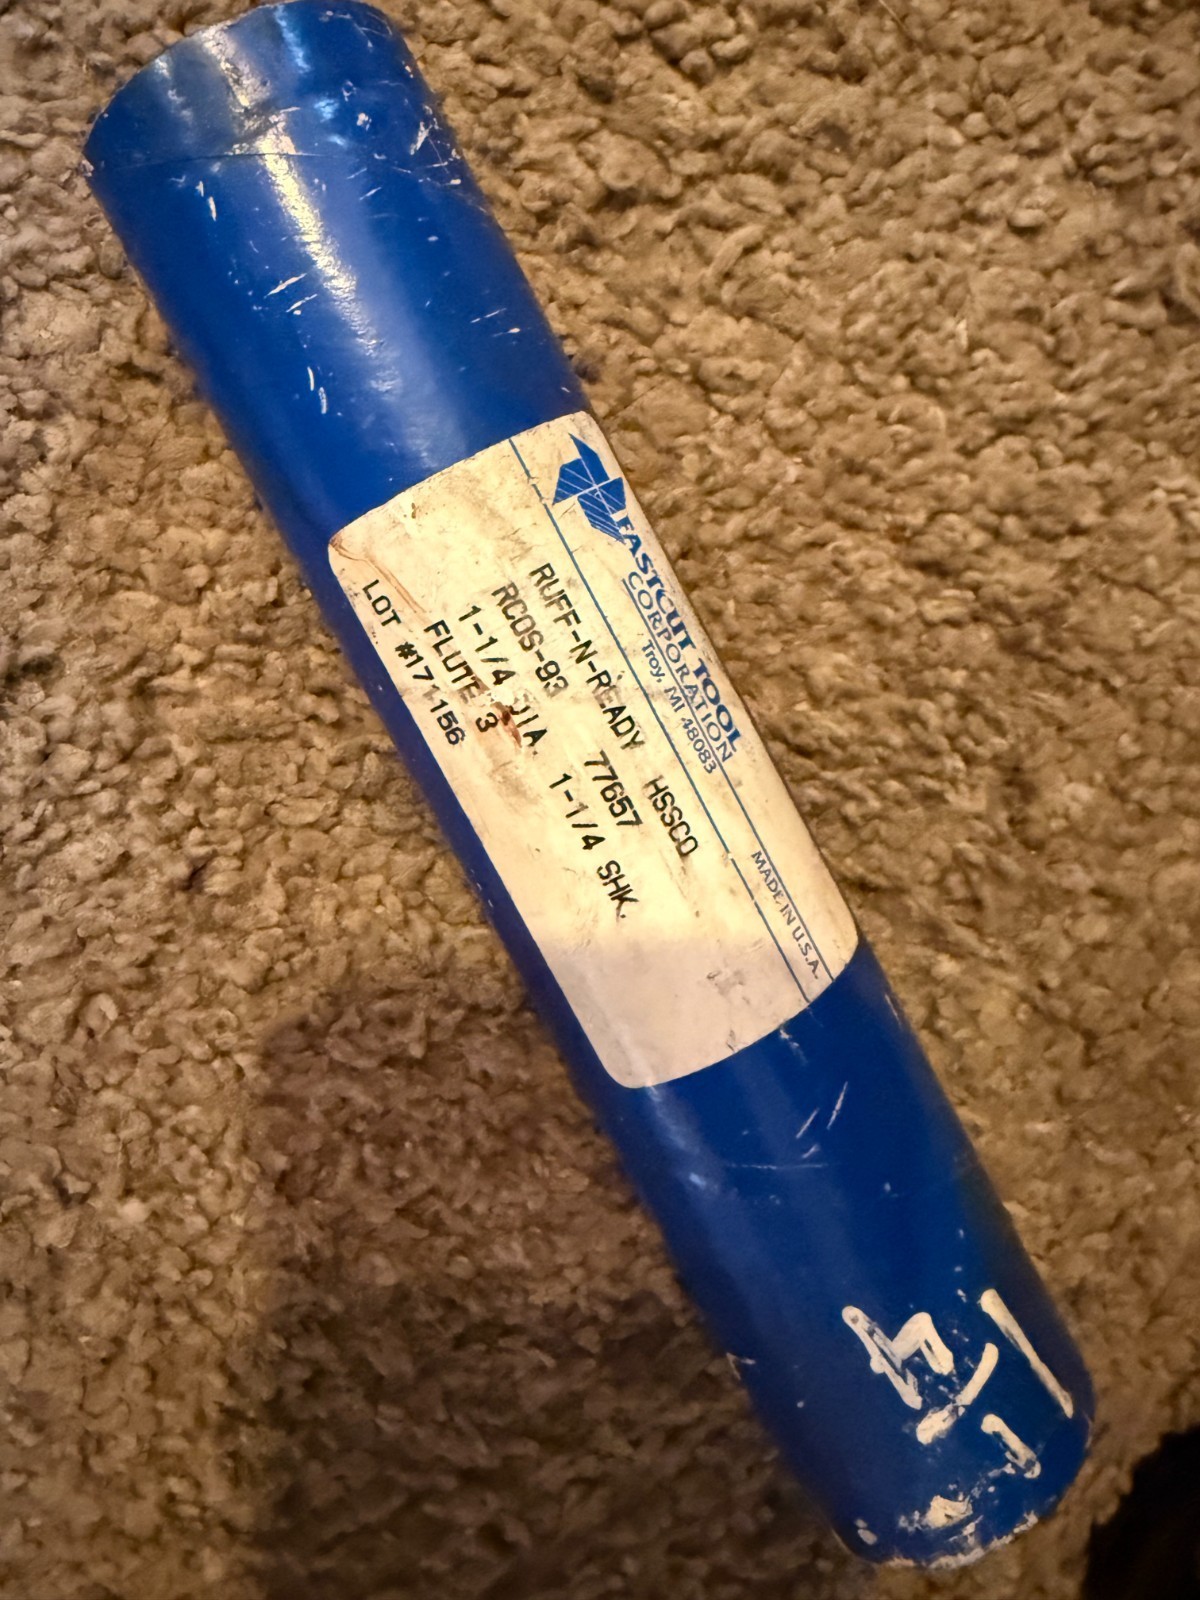 FASTCUT TOOL
CORPORATION
Troy, MI 48083
MADE IN U.S.A.
RUFF-N-READY HSSCO
RCOS-93 77657
1-1/4 DIA. 1-1/4 SHK.
FLUTE 3
LOT #171156